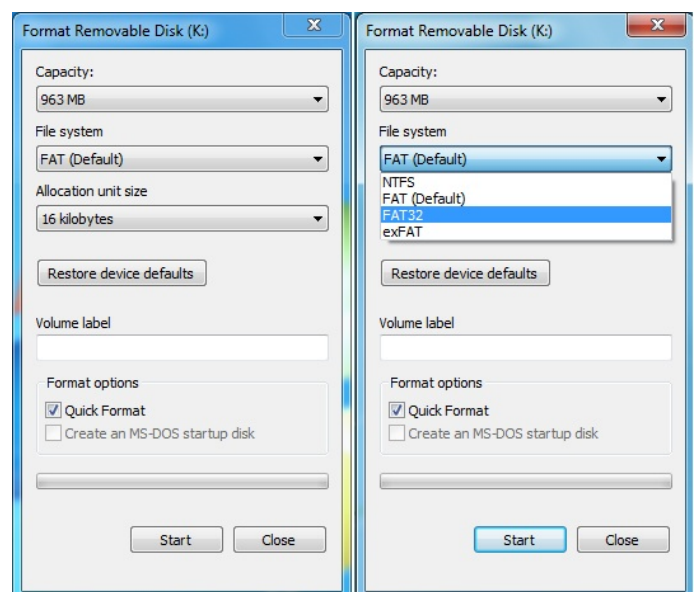 Format Removable Disk (K:)
Capacity:
963 MB
File system
FAT (Default)
Allocation unit size
16 kilobytes
Restore device defaults
Volume label
Format options
Quick Format
Create an MS-DOS startup disk
Start Close
Format Removable Disk (K:)
Capacity:
963 MB
File system
FAT (Default)
NTFS
FAT (Default)
FAT32
exFAT
Restore device defaults
Volume label
Format options
Quick Format
Create an MS-DOS startup disk
Start Close